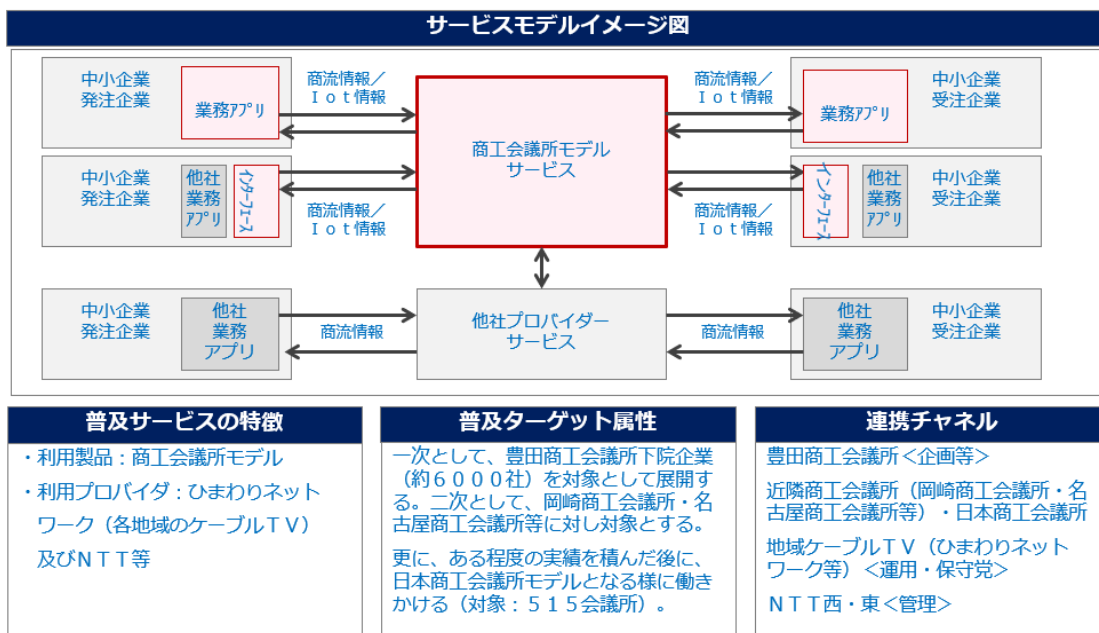 サービスモデルイメージ図
中小企業
発注企業
業務アプリ
商流情報／
Ｉｏｔ情報
商工会議所モデル
サービス
商流情報／
Ｉｏｔ情報
業務アプリ
中小企業
受注企業
中小企業
発注企業
他社
業務
アプリ
インターフェース
商流情報／
Ｉｏｔ情報
商流情報／
Ｉｏｔ情報
インターフェース
他社
業務
アプリ
中小企業
受注企業
中小企業
発注企業
他社
業務
アプリ
商流情報
他社プロバイダー
サービス
商流情報
他社
業務
アプリ
中小企業
受注企業
普及サービスの特徴
・利用製品：商工会議所モデル
・利用プロバイダ：ひまわりネット
ワーク（各地域のケーブルＴＶ）
及びＮＴＴ等
普及ターゲット属性
一次として、豊田商工会議所下院企業
（約６０００社）を対象として展開す
る。二次として、岡崎商工会議所・名
古屋商工会議所等に対し対象とする。
更に、ある程度の実績を積んだ後に、
日本商工会議所モデルとなる様に働き
かける（対象：５１５会議所）。
連携チャネル
豊田商工会議所＜企画等＞
近隣商工会議所（岡崎商工会議所・名
古屋商工会議所等）・日本商工会議所
地域ケーブルＴＶ（ひまわりネット
ワーク等）＜運用・保守党＞
ＮＴＴ西・東＜管理＞